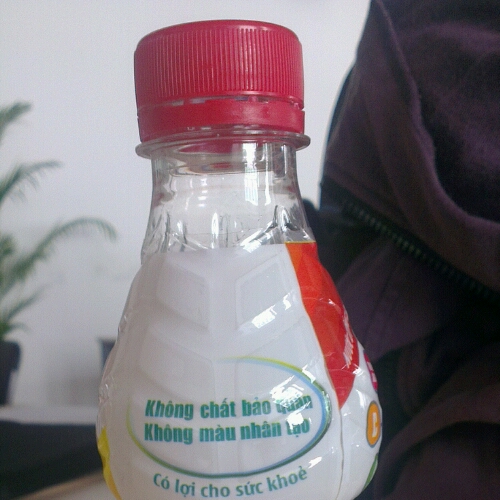 Không chất bảo quản
Không màu nhân tạo
Có lợi cho sức khoẻ